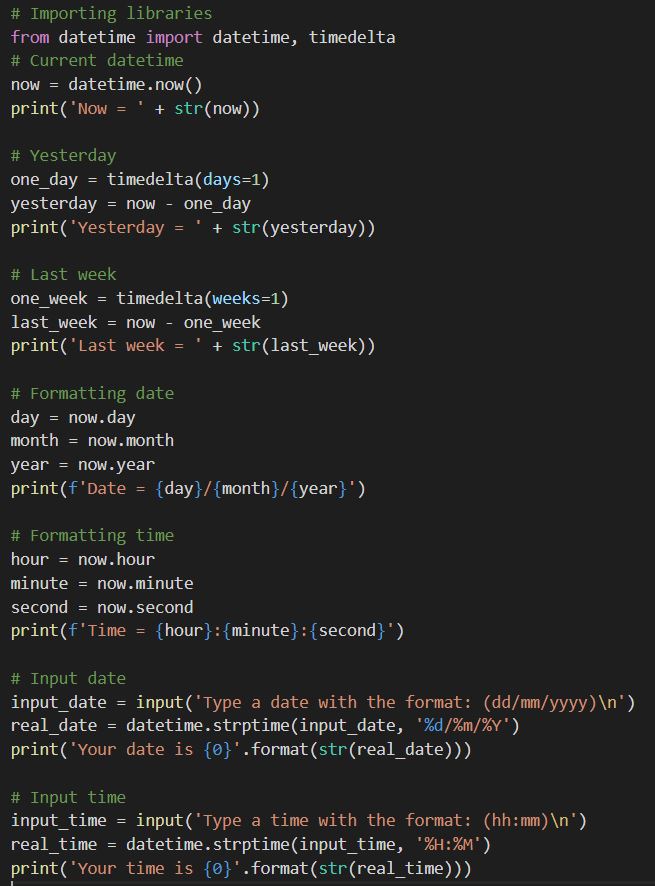 # Importing libraries
from datetime import datetime, timedelta
# Current datetime
now = datetime.now()
print('Now = ' + str(now))

# Yesterday
one_day = timedelta(days=1)
yesterday = now - one_day
print('Yesterday = ' + str(yesterday))

# Last week
one_week = timedelta(weeks=1)
last_week = now - one_week
print('Last week = ' + str(last_week))

# Formatting date
day = now.day
month = now.month
year = now.year
print(f'Date = {day}/{month}/{year}')

# Formatting time
hour = now.hour
minute = now.minute
second = now.second
print(f'Time = {hour}:{minute}:{second}')

# Input date
input_date = input('Type a date with the format: (dd/mm/yyyy)\n')
real_date = datetime.strptime(input_date, '%d/%m/%Y')
print('Your date is {0}'.format(str(real_date)))

# Input time
input_time = input('Type a time with the format: (hh:mm)\n')
real_time = datetime.strptime(input_time, '%H:%M')
print('Your time is {0}'.format(str(real_time)))